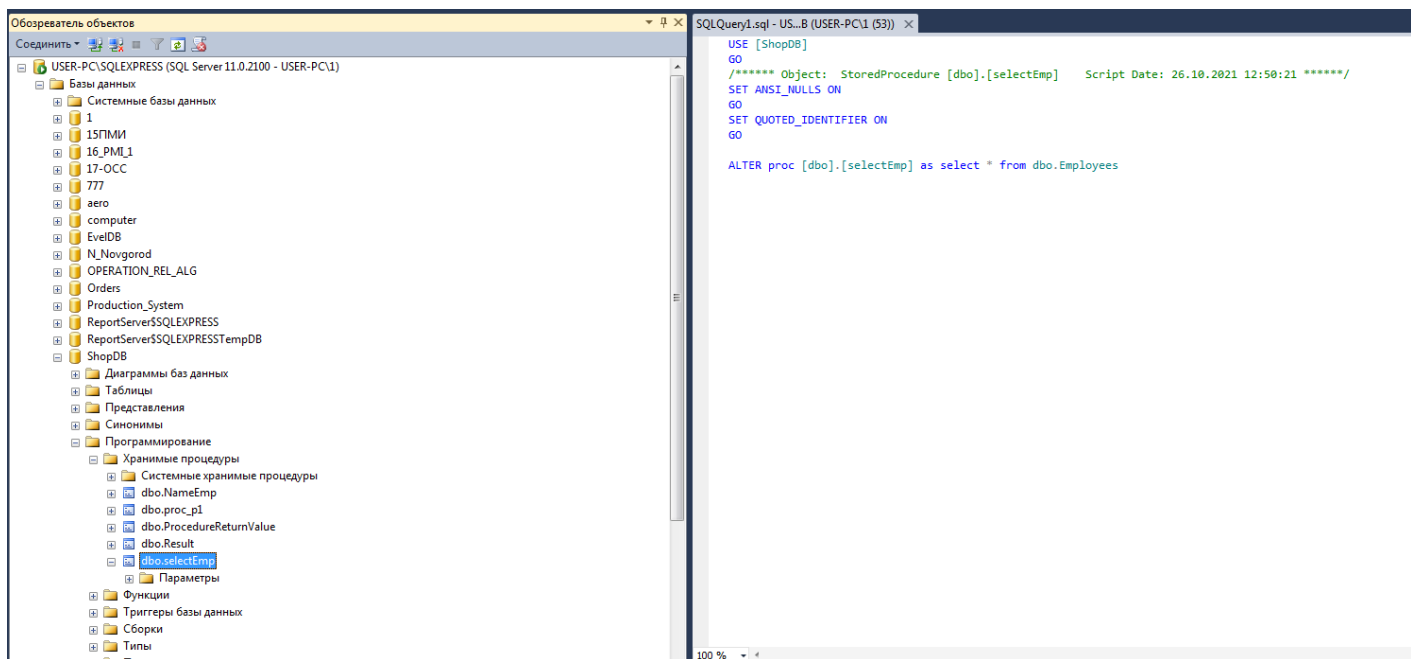 Обозреватель объектов
Соединить
USER-PC\SQLEXPRESS (SQL Server 11.0.2100 - USER-PC\1)
Базы данных
Системные базы данных
1
15ПМИ
16_PMI_1
17-ОСС
777
aero
computer
EvelDB
N_Novgorod
OPERATION_REL_ALG
Orders
Production_System
ReportServer$SQLEXPRESS
ReportServer$SQLEXPRESSTempDB
ShopDB
Диаграммы баз данных
Таблицы
Представления
Синонимы
Программирование
Хранимые процедуры
Системные хранимые процедуры
dbo.NameEmp
dbo.proc_p1
dbo.ProcedureReturnValue
dbo.Result
dbo.selectEmp
Параметры
Функции
Триггеры базы данных
Сборки
Типы
SQLQuery1.sql - US...B (USER-PC\1 (53))
USE [ShopDB]
GO
/****** Object:  StoredProcedure [dbo].[selectEmp]    Script Date: 26.10.2021 12:50:21 ******/
SET ANSI_NULLS ON
GO
SET QUOTED_IDENTIFIER ON
GO
ALTER proc [dbo].[selectEmp] as select * from dbo.Employees
100 %